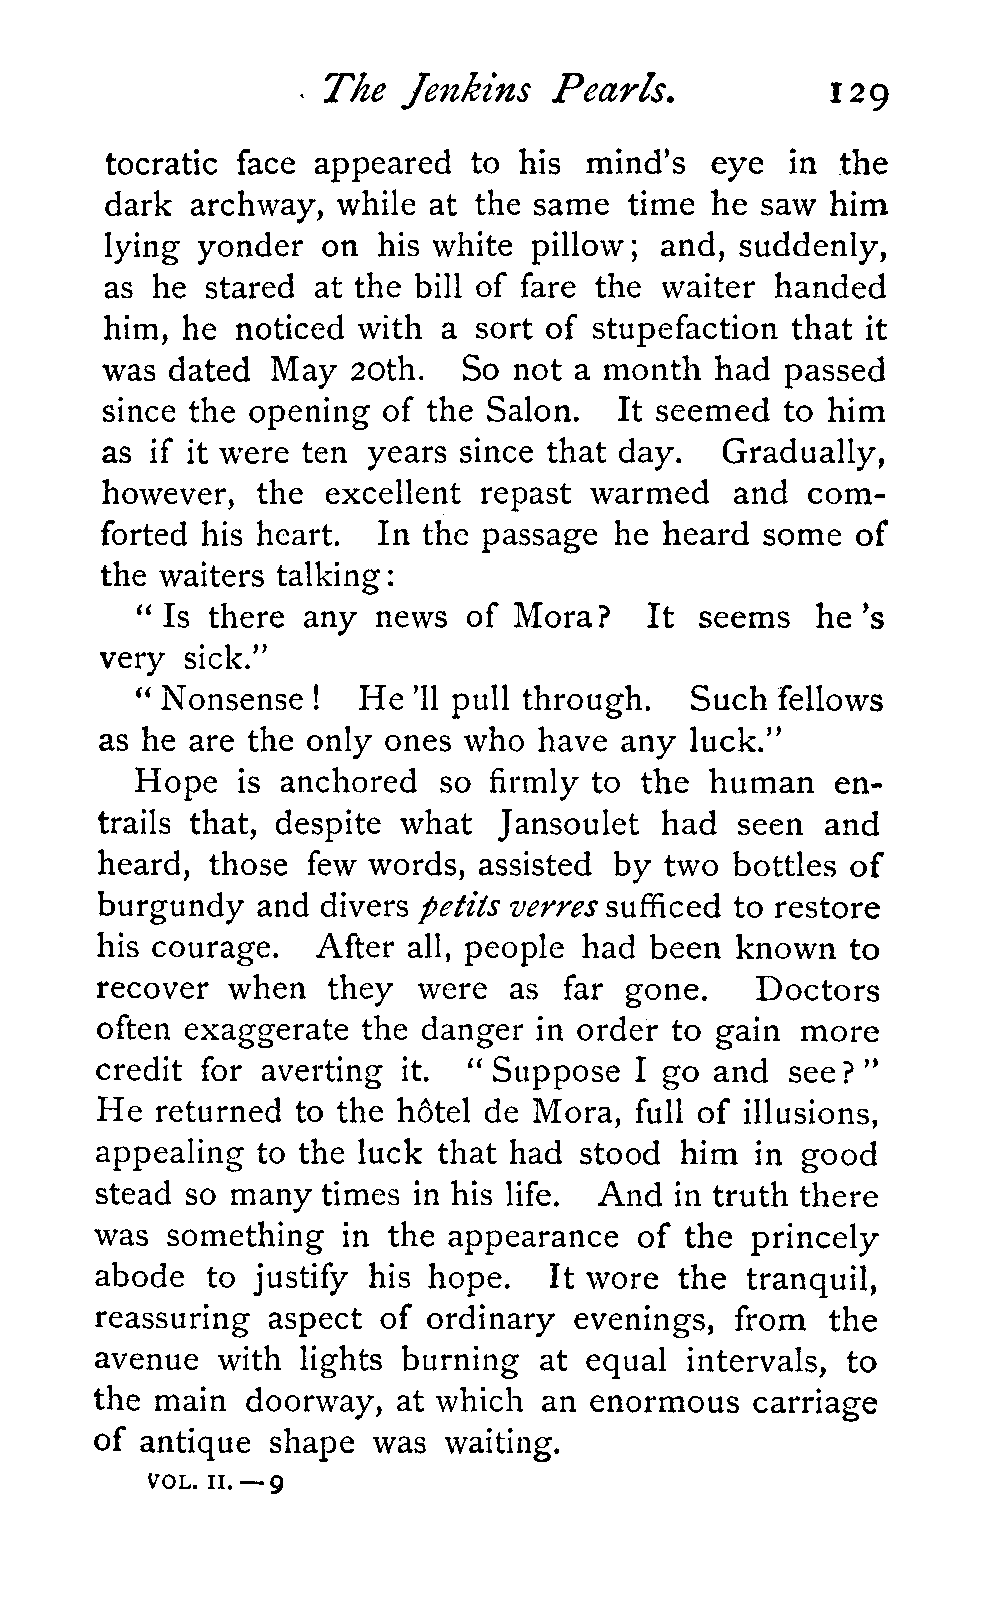 The Jenkins Pearls. 129
tocratic face appeared to his mind's eye in the
dark archway, while at the same time he saw him
lying yonder on his white pillow; and, suddenly,
as he stared at the bill of fare the waiter handed
him, he noticed with a sort of stupefaction that it
was dated May 20th. So not a month had passed
since the opening of the Salon. It seemed to him
as if it were ten years since that day. Gradually,
however, the excellent repast warmed and com-
forted his heart. In the passage he heard some of
the waiters talking:
"Is there any news of Mora? It seems he 's
very sick."
"Nonsense! He 'll pull through. Such fellows
as he are the only ones who have any luck."
Hope is anchored so firmly to the human en-
trails that, despite what Jansoulet had seen and
heard, those few words, assisted by two bottles of
burgundy and divers petits verres sufficed to restore
his courage. After all, people had been known to
recover when they were as far gone. Doctors
often exaggerate the danger in order to gain more
credit for averting it. "Suppose I go and see?"
He returned to the hôtel de Mora, full of illusions,
appealing to the luck that had stood him in good
stead so many times in his life. And in truth there
was something in the appearance of the princely
abode to justify his hope. It wore the tranquil,
reassuring aspect of ordinary evenings, from the
avenue with lights burning at equal intervals, to
the main doorway, at which an enormous carriage
of antique shape was waiting.
VOL. II. — 9